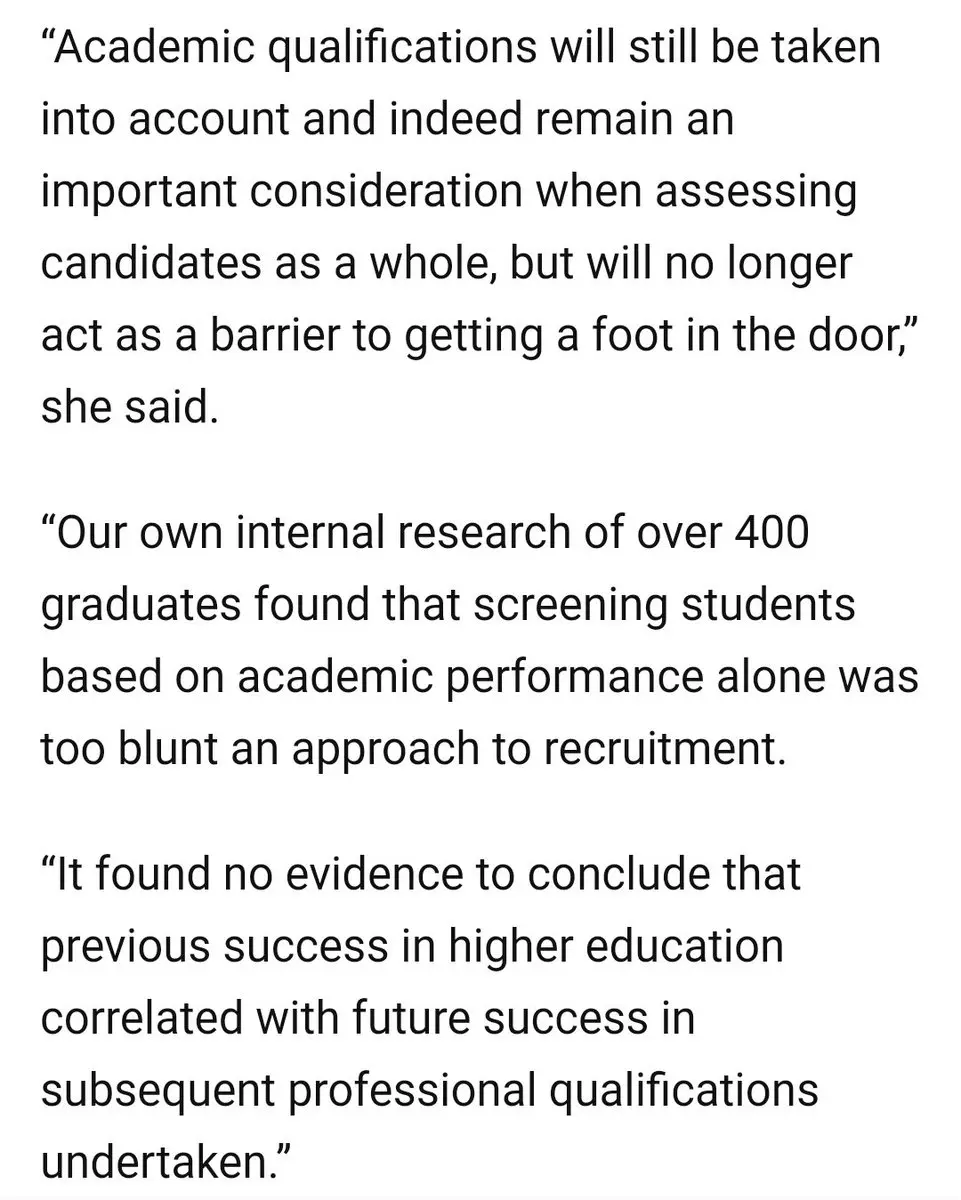 “Academic qualifications will still be taken
into account and indeed remain an
important consideration when assessing
candidates as a whole, but will no longer
act as a barrier to getting a foot in the door,”
she said.
“Our own internal research of over 400
graduates found that screening students
based on academic performance alone was
too blunt an approach to recruitment.
“It found no evidence to conclude that
previous success in higher education
correlated with future success in
subsequent professional qualifications
undertaken.”